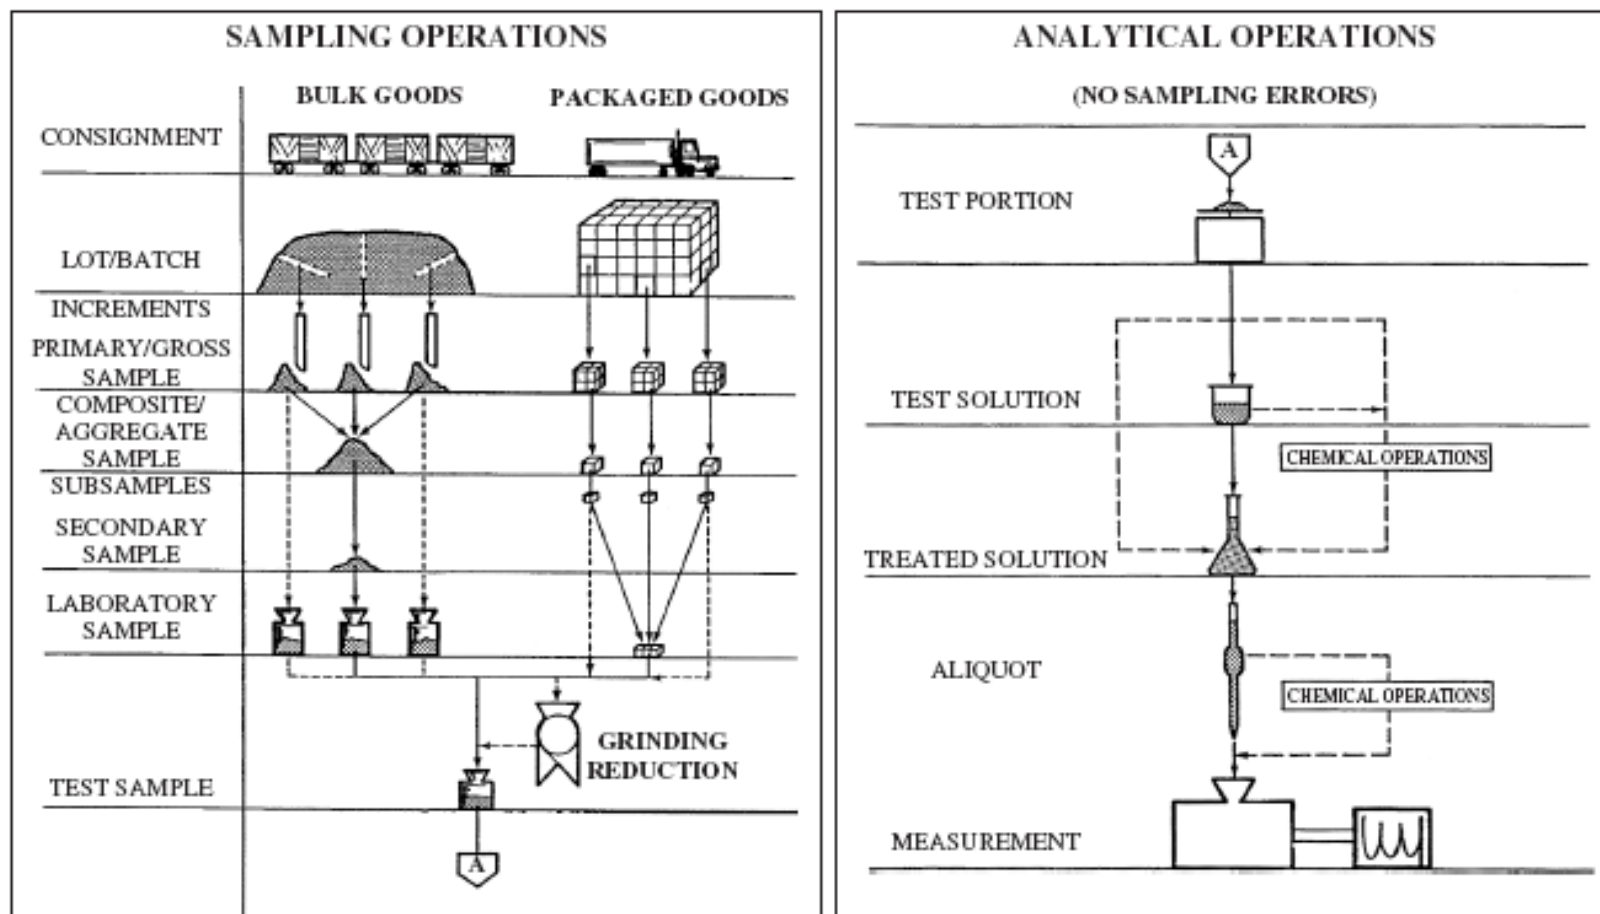 SAMPLING OPERATIONS
BULK GOODS
PACKAGED GOODS
CONSIGNMENT
LOT/BATCH
INCREMENTS
PRIMARY/GROSS
SAMPLE
COMPOSITE/
AGGREGATE
SAMPLE
SUBSAMPLES
SECONDARY
SAMPLE
LABORATORY
SAMPLE
GRINDING
REDUCTION
TEST SAMPLE
A
ANALYTICAL OPERATIONS
(NO SAMPLING ERRORS)
A
TEST PORTION
TEST SOLUTION
CHEMICAL OPERATIONS
TREATED SOLUTION
ALIQUOT
CHEMICAL OPERATIONS
MEASUREMENT